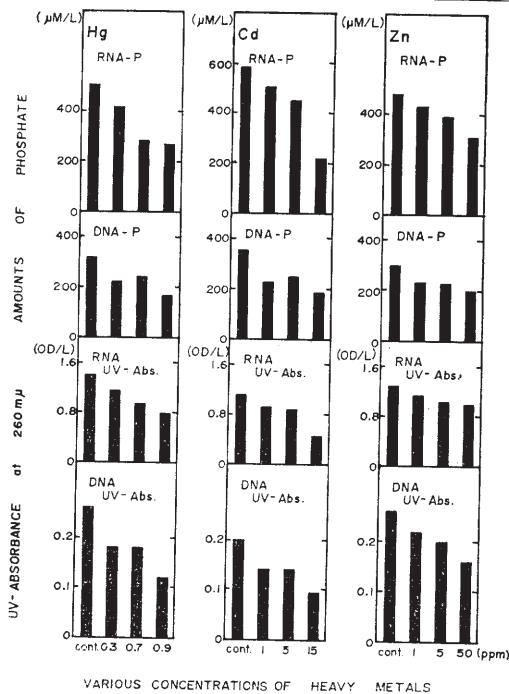 (μM/L) Hg
RNA-P
400
200
0
400
DNA-P
200
0
(OD/L)
1.6
RNA
UV-Abs.
0.8
0
DNA
UV-Abs.
0.2
0.1
0
cont. 0.3 0.7 0.9
(μM/L) Cd
600
RNA-P
400
200
0
400
DNA-P
200
0
(OD/L)
1.6
RNA
UV-Abs.
0.8
0
DNA
UV-Abs.
0.2
0.1
0
cont. 1 5 15
(μM/L) Zn
RNA-P
400
200
0
400
DNA-P
200
0
(OD/L)
1.6
RNA
UV-Abs.
0.8
0
DNA
UV-Abs.
0.2
0.1
0
cont. 1 5 50 (ppm)
AMOUNTS OF PHOSPHATE
UV-ABSORBANCE at 260 mμ
VARIOUS CONCENTRATIONS OF HEAVY METALS